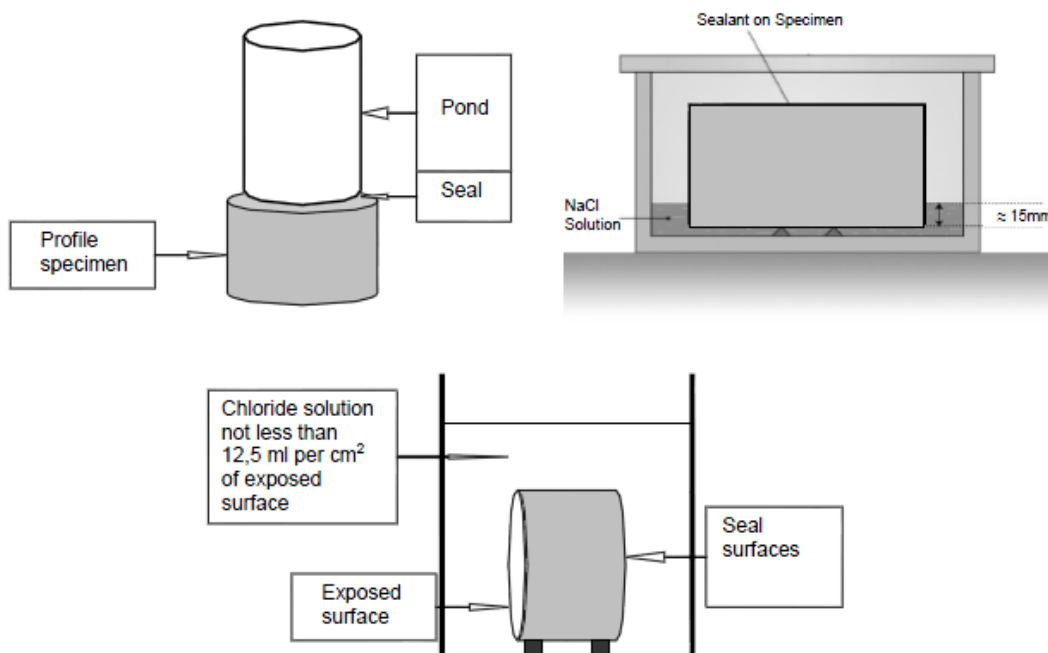 Pond
Seal
Profile
specimen
Sealant on Specimen
NaCl
Solution
≈ 15mm
Chloride solution
not less than
12,5 ml per cm²
of exposed
surface
Exposed
surface
Seal
surfaces